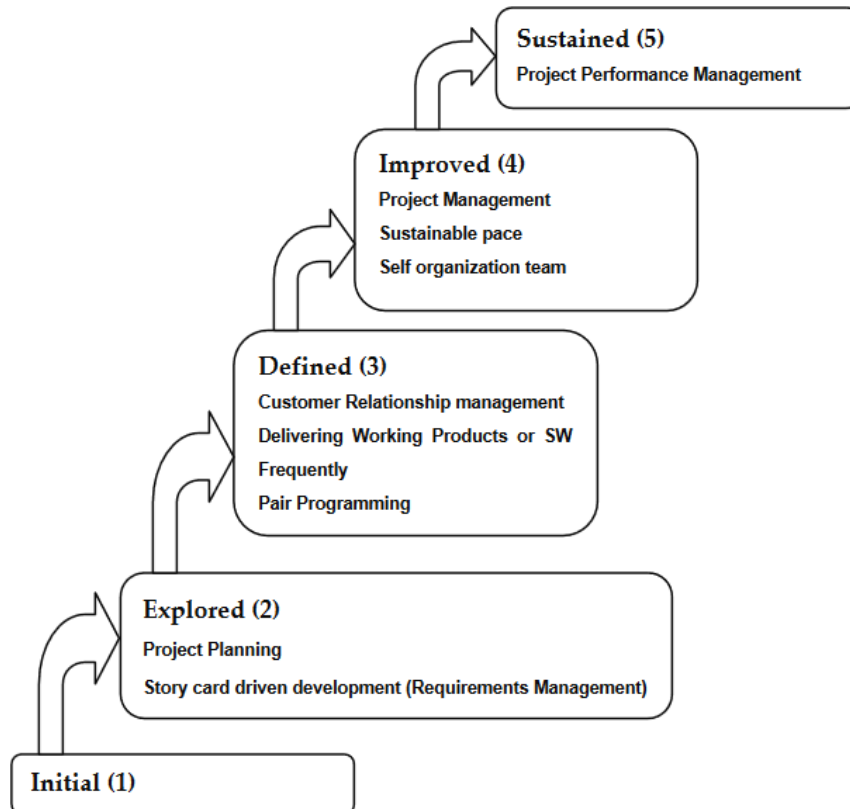 Sustained (5)
Project Performance Management
Improved (4)
Project Management
Sustainable pace
Self organization team
Defined (3)
Customer Relationship management
Delivering Working Products or SW
Frequently
Pair Programming
Explored (2)
Project Planning
Story card driven development (Requirements Management)
Initial (1)